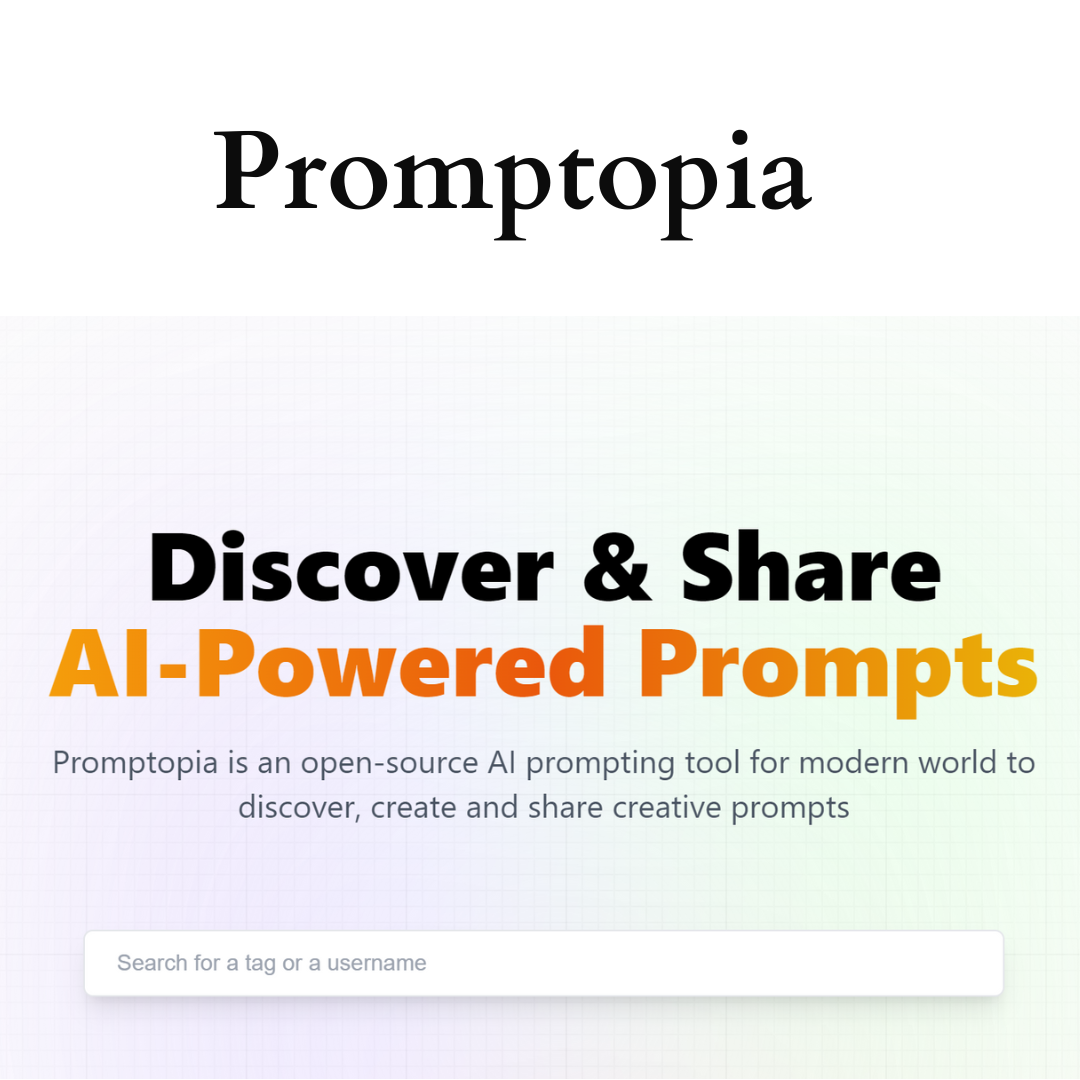 Promptopia
Discover & Share
AI-Powered Prompts
Promptopia is an open-source AI prompting tool for modern world to
discover, create and share creative prompts
Search for a tag or a username